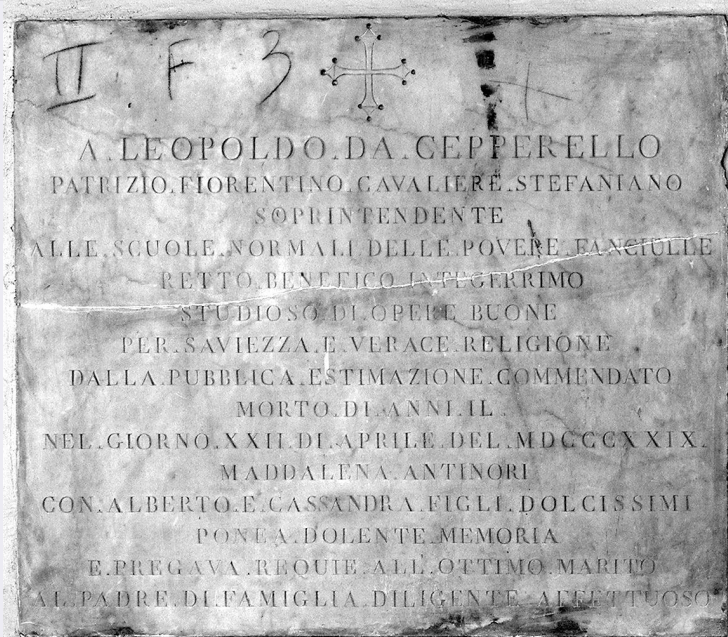 II . F 3
A . LEOPOLDO . DA . CEPPERELLO
PATRIZIO . FIORENTINO . CAVALIERE . STEFANIANO
SOPRINTENDENTE
ALLE . SCUOLE . NORMALI DELLE . POVERE . FANCIULLE
RETTO . BENEFICO . INTEGERRIMO
STUDIOSO . DI . OPERE BUONE
PER . SAVIEZZA . E . VERACE . RELIGIONE
DALLA . PUBBLICA . ESTIMAZIONE . COMMENDATO
MORTO . DI . ANNI . IL .
NEL . GIORNO . XXII . DI . APRILE . DEL . MDCCCXXIX .
MADDALENA . ANTINORI
CON . ALBERTO . E . CASSANDRA . FIGLI . DOLCISSIMI
PONEA . DOLENTE . MEMORIA
E . PREGAVA . REQUIE . ALL . OTTIMO . MARITO
AL . PADRE . DI . FAMIGLIA . DILIGENTE . AFFETTUOSO